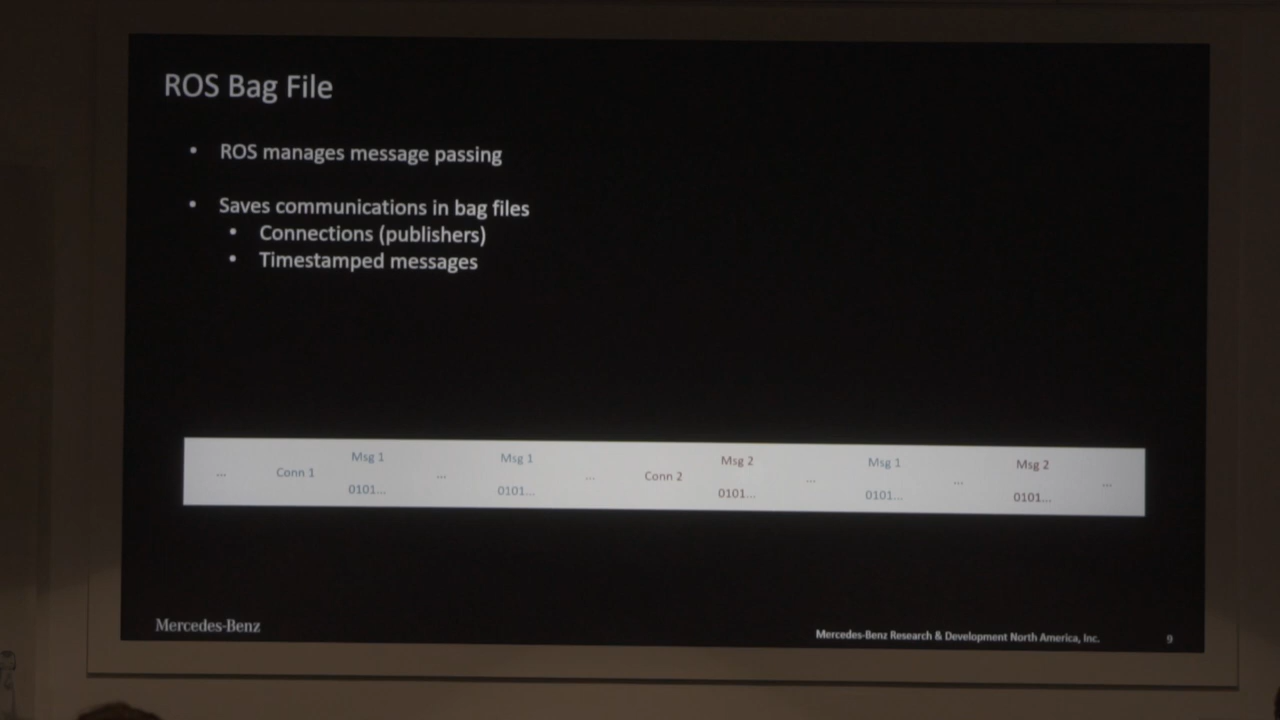 ROS Bag File
• ROS manages message passing
• Saves communications in bag files
• Connections (publishers)
• Timestamped messages
... Conn 1 Msg 1 0101... ... Msg 1 0101... ... Conn 2 Msg 2 0101... ... Msg 1 0101... ... Msg 2 0101... ...
Mercedes-Benz
Mercedes-Benz Research & Development North America, Inc. 9